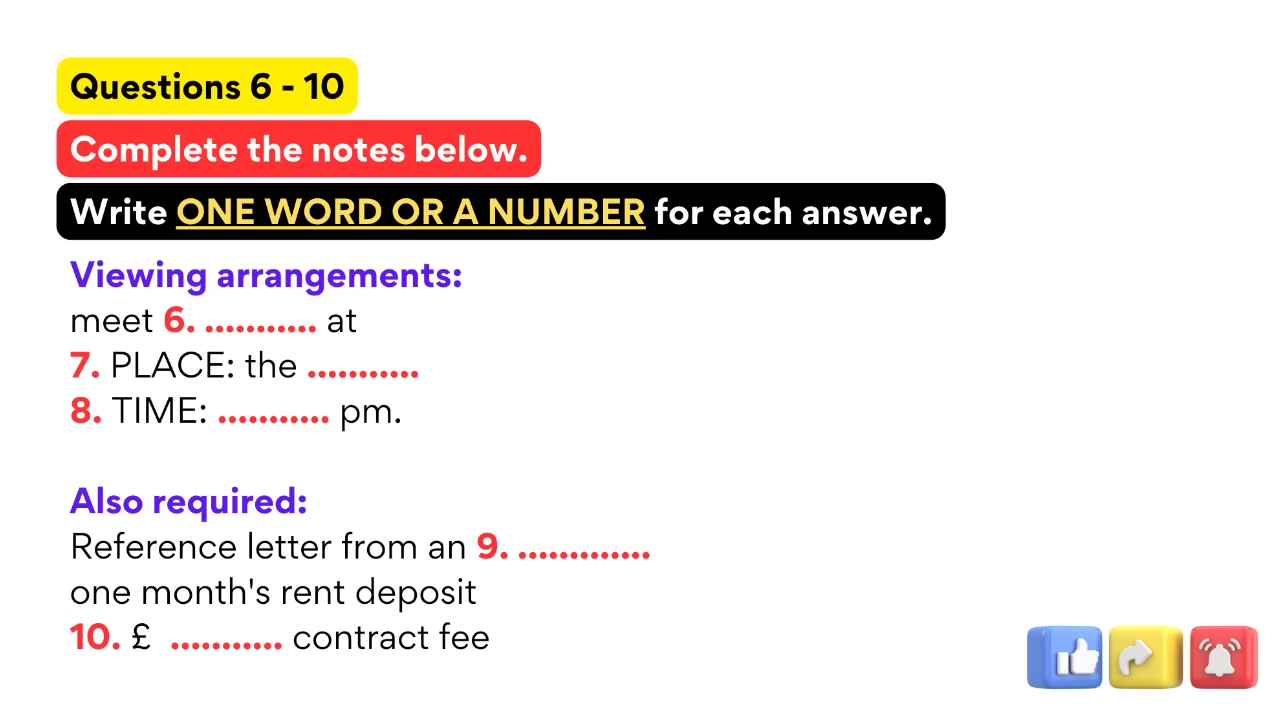 Questions 6 - 10
Complete the notes below.
Write ONE WORD OR A NUMBER for each answer.
Viewing arrangements:
meet 6. ........... at
7. PLACE: the ...........
8. TIME: ........... pm.
Also required:
Reference letter from an 9. .............
one month's rent deposit
10. £ ........... contract fee